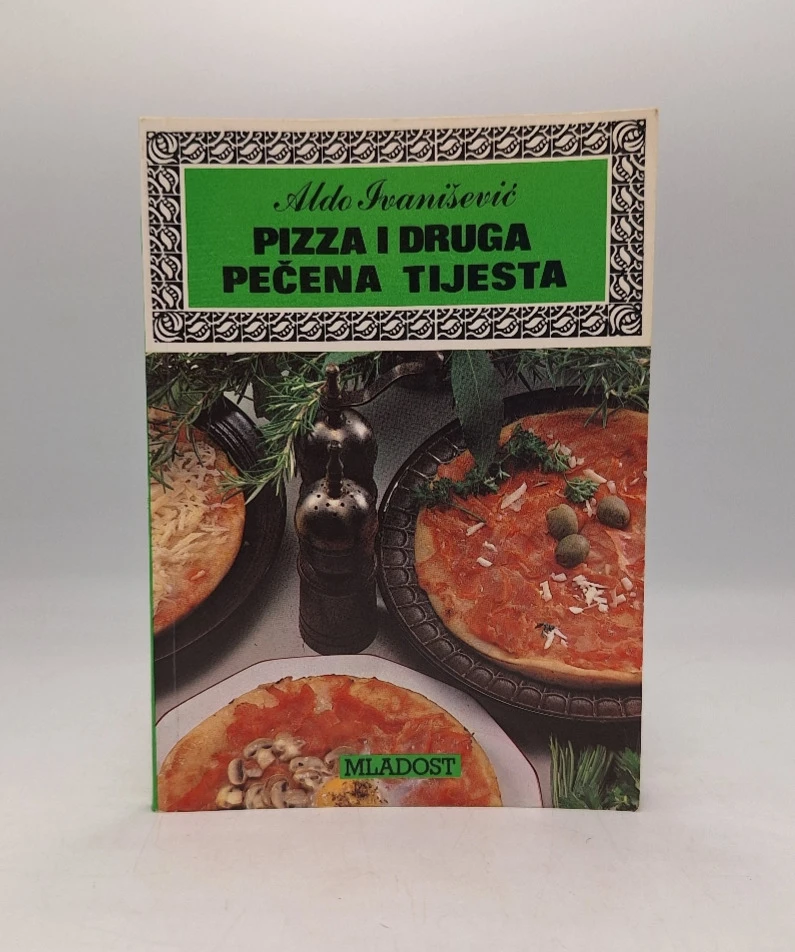 Aldo Ivanišević
PIZZA I DRUGA
PEČENA TIJESTA
MLADOST